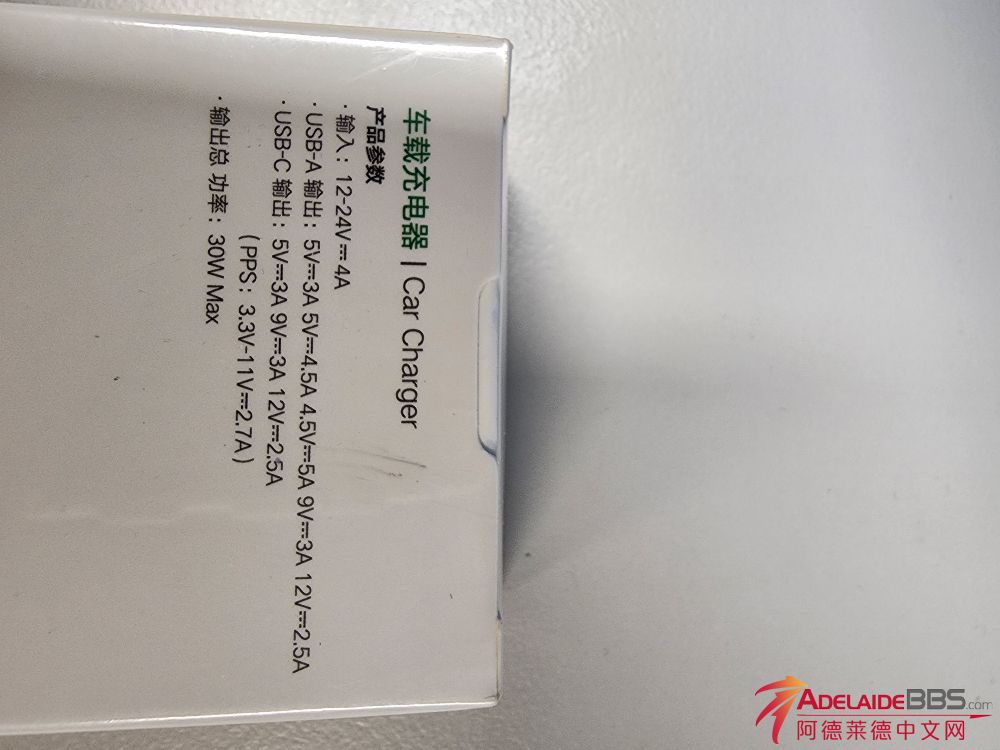 车载充电器 | Car Charger
产品参数
· 输入：12-24V⎓4A
· USB-A 输出：5V⎓3A 5V⎓4.5A 4.5V⎓5A 9V⎓3A 12V⎓2.5A
· USB-C 输出：5V⎓3A 9V⎓3A 12V⎓2.5A
（PPS：3.3V-11V⎓2.7A）
· 输出总 功率：30W Max
ADELAIDEBBS.com
阿德莱德中文网